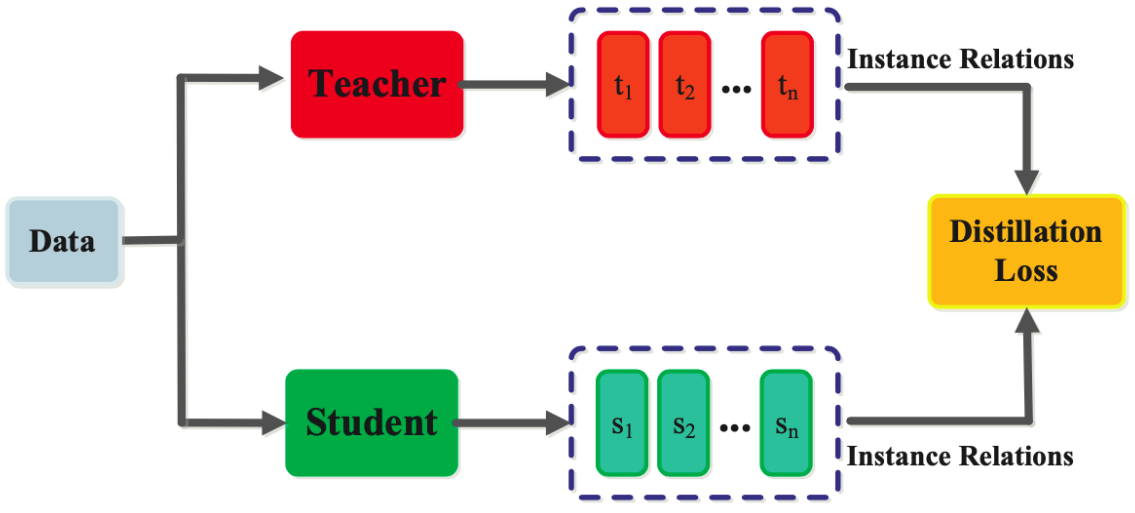 Teacher
t1 t2 ... tn
Instance Relations
Data
Distillation
Loss
Student
s1 s2 ... sn
Instance Relations